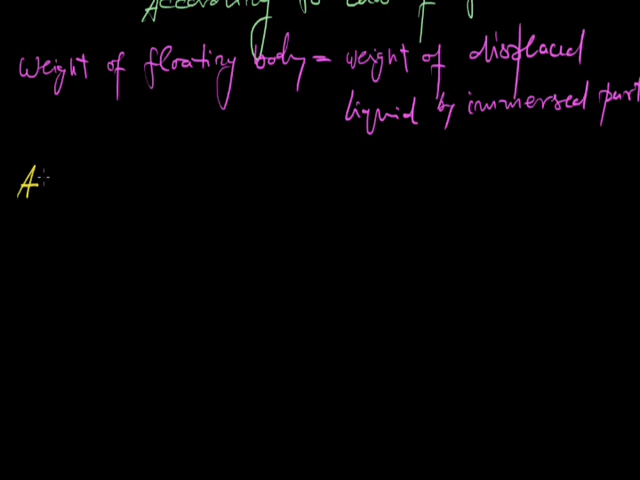 According to Law of
Weight of floating body = weight of displaced
liquid by immersed part
A